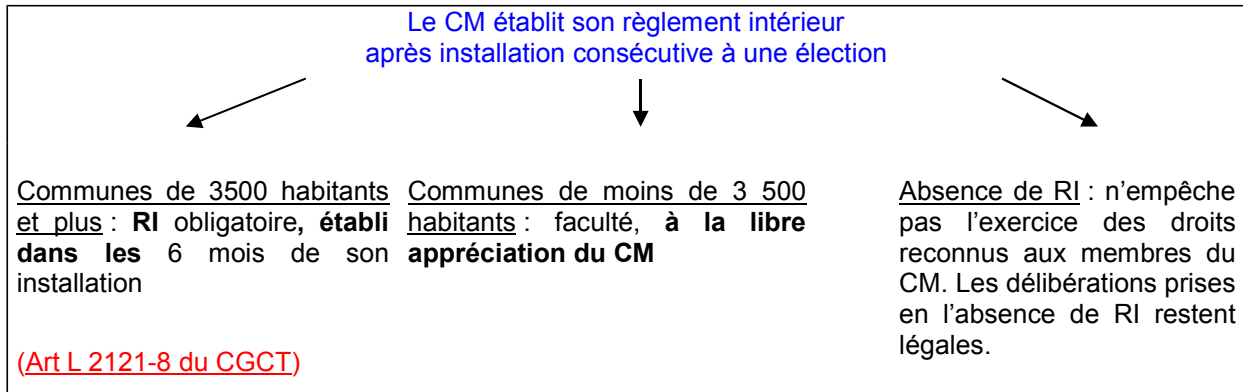 Le CM établit son règlement intérieur
après installation consécutive à une élection
Communes de 3500 habitants
et plus : RI obligatoire, établi
dans les 6 mois de son
installation
(Art L 2121-8 du CGCT)
Communes de moins de 3 500
habitants : faculté, à la libre
appréciation du CM
Absence de RI : n’empêche
pas l’exercice des droits
reconnus aux membres du
CM. Les délibérations prises
en l’absence de RI restent
légales.